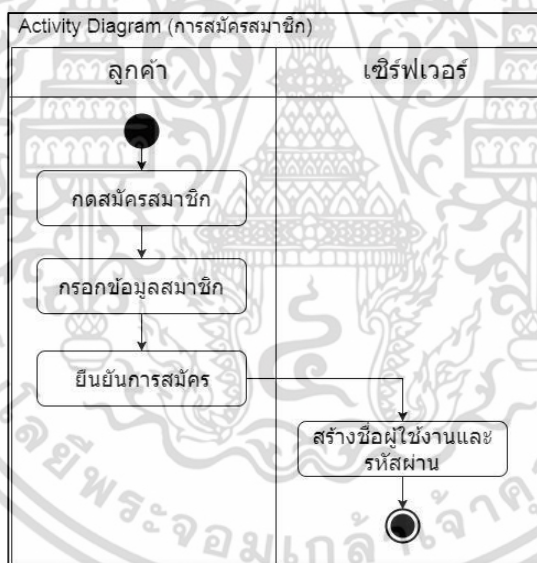 Activity Diagram (การสมัครสมาชิก)
ลูกค้า
เซิร์ฟเวอร์
กดสมัครสมาชิก
กรอกข้อมูลสมาชิก
ยืนยันการสมัคร
สร้างชื่อผู้ใช้งานและ
รหัสผ่าน